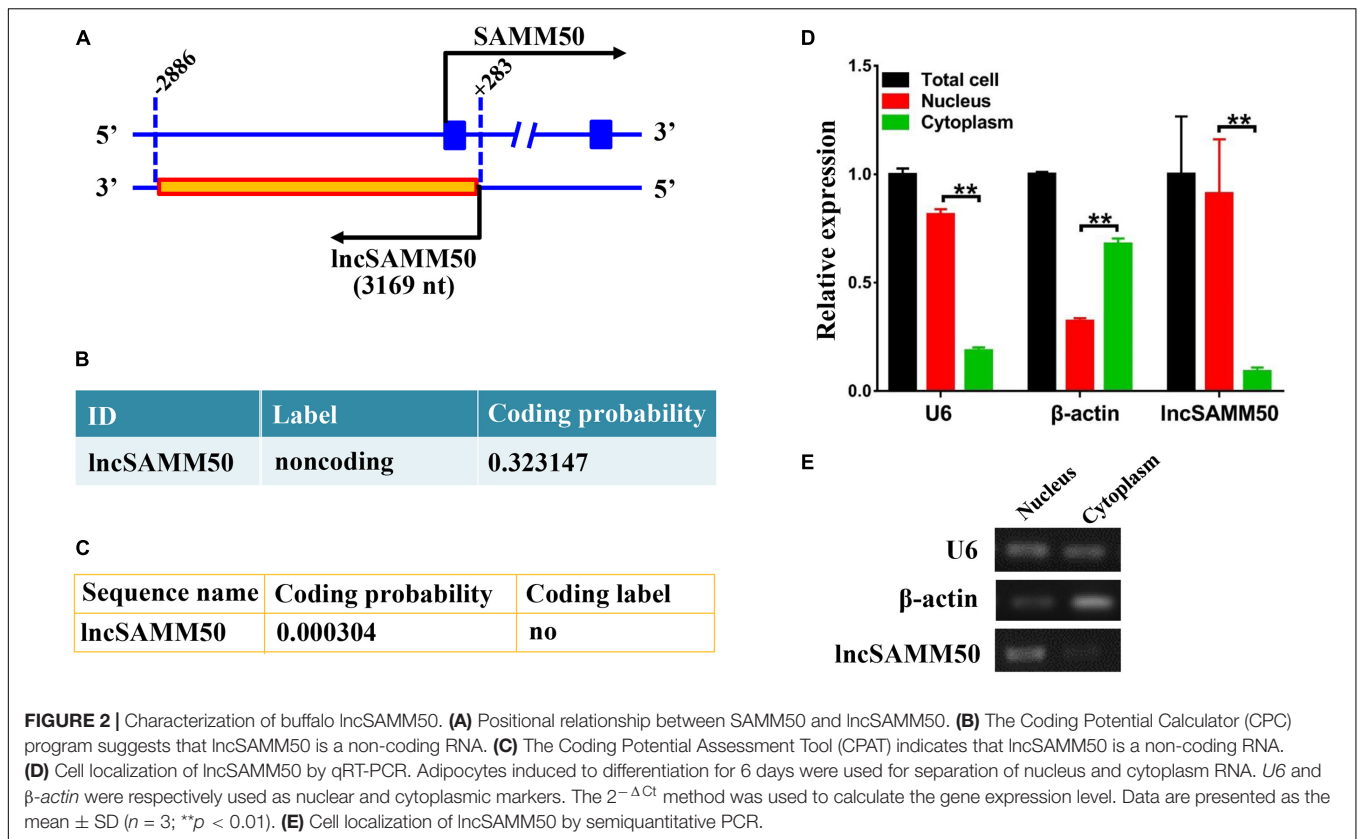 A
SAMM50
-2886
+283
5’
3’
3’
5’
lncSAMM50
(3169 nt)
B
ID Label Coding probability
lncSAMM50 noncoding 0.323147
C
Sequence name Coding probability Coding label
lncSAMM50 0.000304 no
D
Relative expression
1.5
1.0
0.5
0.0
Total cell
Nucleus
Cytoplasm
**
**
**
U6
β-actin
lncSAMM50
E
Nucleus
Cytoplasm
U6
β-actin
lncSAMM50
FIGURE 2 | Characterization of buffalo lncSAMM50. (A) Positional relationship between SAMM50 and lncSAMM50. (B) The Coding Potential Calculator (CPC)
program suggests that lncSAMM50 is a non-coding RNA. (C) The Coding Potential Assessment Tool (CPAT) indicates that lncSAMM50 is a non-coding RNA.
(D) Cell localization of lncSAMM50 by qRT-PCR. Adipocytes induced to differentiation for 6 days were used for separation of nucleus and cytoplasm RNA. U6 and
β-actin were respectively used as nuclear and cytoplasmic markers. The 2−ΔCt method was used to calculate the gene expression level. Data are presented as the
mean ± SD (n = 3; **p < 0.01). (E) Cell localization of lncSAMM50 by semiquantitative PCR.